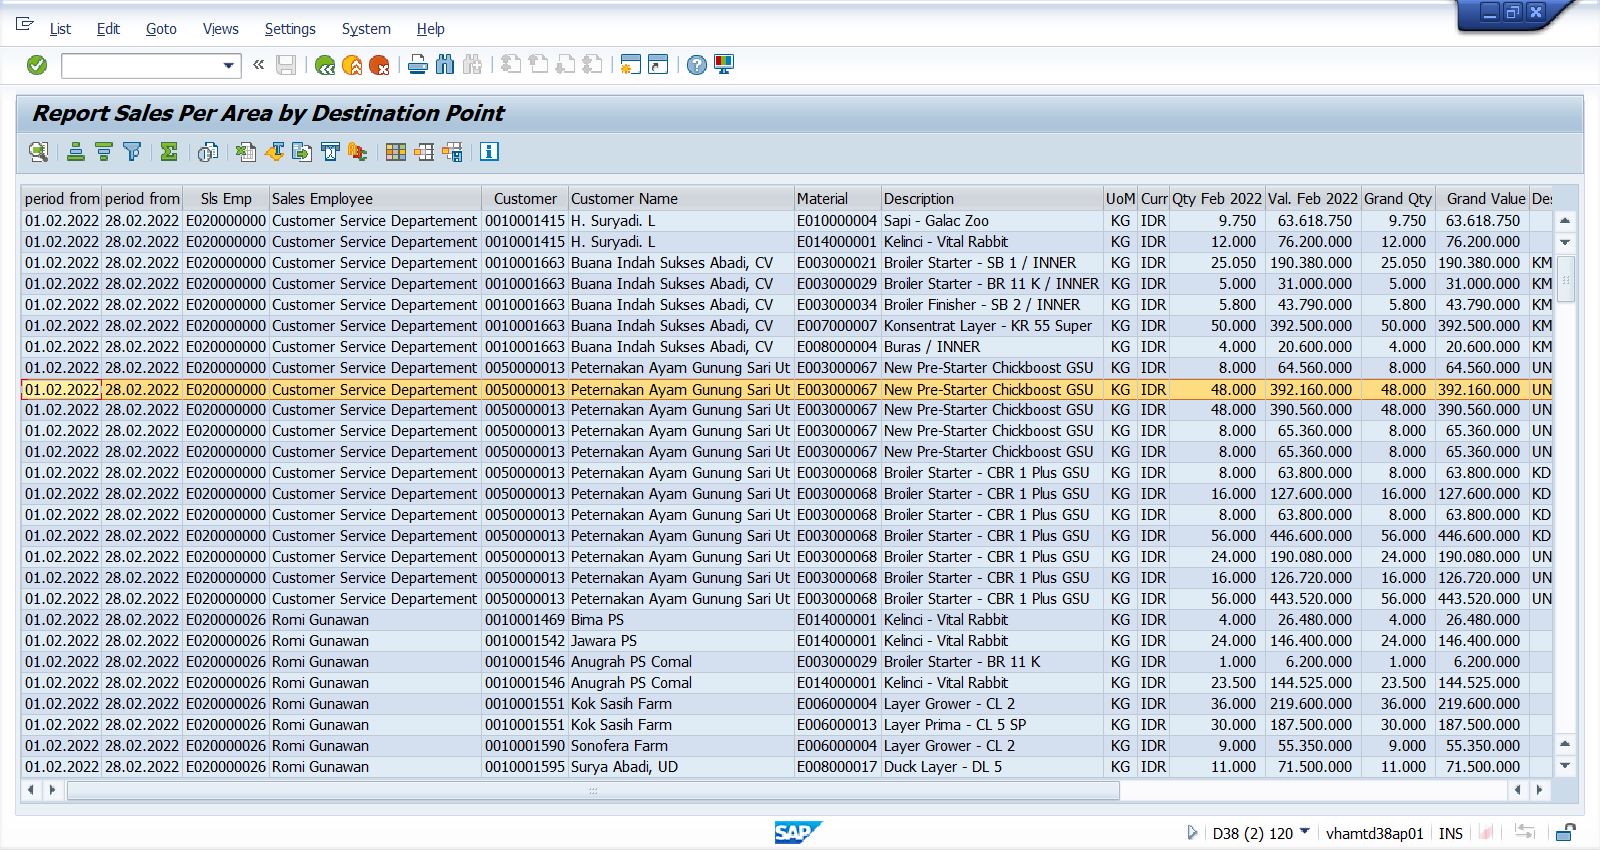 List Edit Goto Views Settings System Help
Report Sales Per Area by Destination Point
period from period from Sls Emp Sales Employee Customer Customer Name Material Description UoM Curr Qty Feb 2022 Val. Feb 2022 Grand Qty Grand Value Des
01.02.2022 28.02.2022 E020000000 Customer Service Departement 0010001415 H. Suryadi. L E010000004 Sapi - Galac Zoo KG IDR 9.750 63.618.750 9.750 63.618.750
01.02.2022 28.02.2022 E020000000 Customer Service Departement 0010001415 H. Suryadi. L E014000001 Kelinci - Vital Rabbit KG IDR 12.000 76.200.000 12.000 76.200.000
01.02.2022 28.02.2022 E020000000 Customer Service Departement 0010001663 Buana Indah Sukses Abadi, CV E003000021 Broiler Starter - SB 1 / INNER KG IDR 25.050 190.380.000 25.050 190.380.000 KM
01.02.2022 28.02.2022 E020000000 Customer Service Departement 0010001663 Buana Indah Sukses Abadi, CV E003000029 Broiler Starter - BR 11 K / INNER KG IDR 5.000 31.000.000 5.000 31.000.000 KM
01.02.2022 28.02.2022 E020000000 Customer Service Departement 0010001663 Buana Indah Sukses Abadi, CV E003000034 Broiler Finisher - SB 2 / INNER KG IDR 5.800 43.790.000 5.800 43.790.000 KM
01.02.2022 28.02.2022 E020000000 Customer Service Departement 0010001663 Buana Indah Sukses Abadi, CV E007000007 Konsentrat Layer - KR 55 Super KG IDR 50.000 392.500.000 50.000 392.500.000 KM
01.02.2022 28.02.2022 E020000000 Customer Service Departement 0010001663 Buana Indah Sukses Abadi, CV E008000004 Buras / INNER KG IDR 4.000 20.600.000 4.000 20.600.000 KM
01.02.2022 28.02.2022 E020000000 Customer Service Departement 0050000013 Peternakan Ayam Gunung Sari Ut E003000067 New Pre-Starter Chickboost GSU KG IDR 8.000 64.560.000 8.000 64.560.000 UN
01.02.2022 28.02.2022 E020000000 Customer Service Departement 0050000013 Peternakan Ayam Gunung Sari Ut E003000067 New Pre-Starter Chickboost GSU KG IDR 48.000 392.160.000 48.000 392.160.000 UN
01.02.2022 28.02.2022 E020000000 Customer Service Departement 0050000013 Peternakan Ayam Gunung Sari Ut E003000067 New Pre-Starter Chickboost GSU KG IDR 48.000 390.560.000 48.000 390.560.000 UN
01.02.2022 28.02.2022 E020000000 Customer Service Departement 0050000013 Peternakan Ayam Gunung Sari Ut E003000067 New Pre-Starter Chickboost GSU KG IDR 8.000 65.360.000 8.000 65.360.000 UN
01.02.2022 28.02.2022 E020000000 Customer Service Departement 0050000013 Peternakan Ayam Gunung Sari Ut E003000067 New Pre-Starter Chickboost GSU KG IDR 8.000 65.360.000 8.000 65.360.000 UN
01.02.2022 28.02.2022 E020000000 Customer Service Departement 0050000013 Peternakan Ayam Gunung Sari Ut E003000068 Broiler Starter - CBR 1 Plus GSU KG IDR 8.000 63.800.000 8.000 63.800.000 KD
01.02.2022 28.02.2022 E020000000 Customer Service Departement 0050000013 Peternakan Ayam Gunung Sari Ut E003000068 Broiler Starter - CBR 1 Plus GSU KG IDR 16.000 127.600.000 16.000 127.600.000 KD
01.02.2022 28.02.2022 E020000000 Customer Service Departement 0050000013 Peternakan Ayam Gunung Sari Ut E003000068 Broiler Starter - CBR 1 Plus GSU KG IDR 8.000 63.800.000 8.000 63.800.000 KD
01.02.2022 28.02.2022 E020000000 Customer Service Departement 0050000013 Peternakan Ayam Gunung Sari Ut E003000068 Broiler Starter - CBR 1 Plus GSU KG IDR 56.000 446.600.000 56.000 446.600.000 KD
01.02.2022 28.02.2022 E020000000 Customer Service Departement 0050000013 Peternakan Ayam Gunung Sari Ut E003000068 Broiler Starter - CBR 1 Plus GSU KG IDR 24.000 190.080.000 24.000 190.080.000 UN
01.02.2022 28.02.2022 E020000000 Customer Service Departement 0050000013 Peternakan Ayam Gunung Sari Ut E003000068 Broiler Starter - CBR 1 Plus GSU KG IDR 16.000 126.720.000 16.000 126.720.000 UN
01.02.2022 28.02.2022 E020000000 Customer Service Departement 0050000013 Peternakan Ayam Gunung Sari Ut E003000068 Broiler Starter - CBR 1 Plus GSU KG IDR 56.000 443.520.000 56.000 443.520.000 UN
01.02.2022 28.02.2022 E020000026 Romi Gunawan 0010001469 Bima PS E014000001 Kelinci - Vital Rabbit KG IDR 4.000 26.480.000 4.000 26.480.000
01.02.2022 28.02.2022 E020000026 Romi Gunawan 0010001542 Jawara PS E014000001 Kelinci - Vital Rabbit KG IDR 24.000 146.400.000 24.000 146.400.000
01.02.2022 28.02.2022 E020000026 Romi Gunawan 0010001546 Anugrah PS Comal E003000029 Broiler Starter - BR 11 K KG IDR 1.000 6.200.000 1.000 6.200.000
01.02.2022 28.02.2022 E020000026 Romi Gunawan 0010001546 Anugrah PS Comal E014000001 Kelinci - Vital Rabbit KG IDR 23.500 144.525.000 23.500 144.525.000
01.02.2022 28.02.2022 E020000026 Romi Gunawan 0010001551 Kok Sasih Farm E006000004 Layer Grower - CL 2 KG IDR 36.000 219.600.000 36.000 219.600.000
01.02.2022 28.02.2022 E020000026 Romi Gunawan 0010001551 Kok Sasih Farm E006000013 Layer Prima - CL 5 SP KG IDR 30.000 187.500.000 30.000 187.500.000
01.02.2022 28.02.2022 E020000026 Romi Gunawan 0010001590 Sonofera Farm E006000004 Layer Grower - CL 2 KG IDR 9.000 55.350.000 9.000 55.350.000
01.02.2022 28.02.2022 E020000026 Romi Gunawan 0010001595 Surya Abadi, UD E008000017 Duck Layer - DL 5 KG IDR 11.000 71.500.000 11.000 71.500.000
SAP D38 (2) 120 vhamtd38ap01 INS